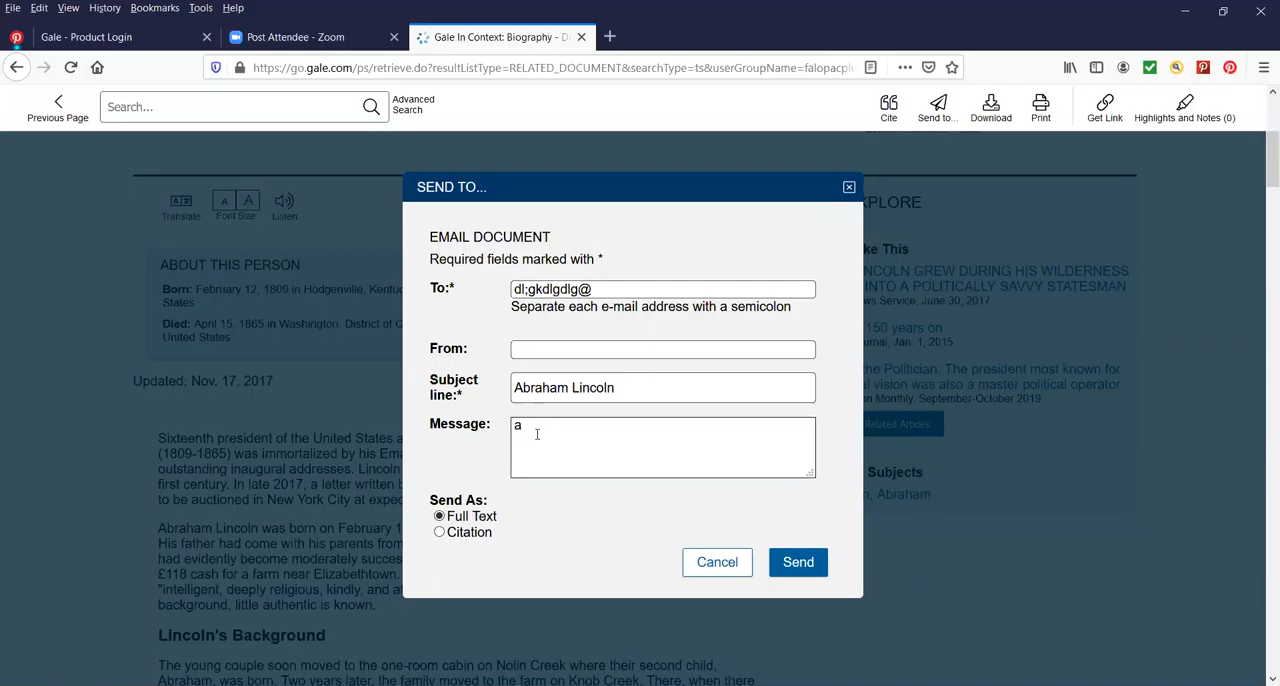 File Edit View History Bookmarks Tools Help
Gale - Product Login
Post Attendee - Zoom
Gale In Context: Biography - D
https://go.gale.com/ps/retrieve.do?resultListType=RELATED_DOCUMENT&searchType=ts&userGroupName=falopacpl
Previous Page
Search...
Advanced
Search
Cite
Send to...
Download
Print
Get Link
Highlights and Notes (0)
Translate
A A
Font Size
Listen
SEND TO...
EMAIL DOCUMENT
Required fields marked with *
To:*
dl;gkdlgdlg@
Separate each e-mail address with a semicolon
From:
Subject
line:*
Abraham Lincoln
Message:
a
Send As:
Full Text
Citation
Cancel
Send
ABOUT THIS PERSON
Born: February 12, 1809 in Hodgenville, Kentu
States
Died: April 15, 1865 in Washington, District of C
United States
Updated: Nov. 17, 2017
Sixteenth president of the United States a
(1809-1865) was immortalized by his Ema
outstanding inaugural addresses. Lincoln
first century. In late 2017, a letter written b
to be auctioned in New York City at expec
Abraham Lincoln was born on February 1
His father had come with his parents from
had evidently become moderately succes
£118 cash for a farm near Elizabethtown.
"intelligent, deeply religious, kindly, and af
background, little authentic is known.
Lincoln's Background
The young couple soon moved to the one-room cabin on Nolin Creek where their second child,
Abraham, was born. Two years later, the family moved to the farm on Knob Creek. There, when there
XPLORE
ke This
NCOLN GREW DURING HIS WILDERNESS
INTO A POLITICALLY SAVVY STATESMAN
ws Service. June 30, 2017.
150 years on
umai, Jan. 1, 2015
the Politician: The president most known for
al vision was also a master political operator
on Monthly. September-October 2019.
Related Articles
Subjects
n, Abraham